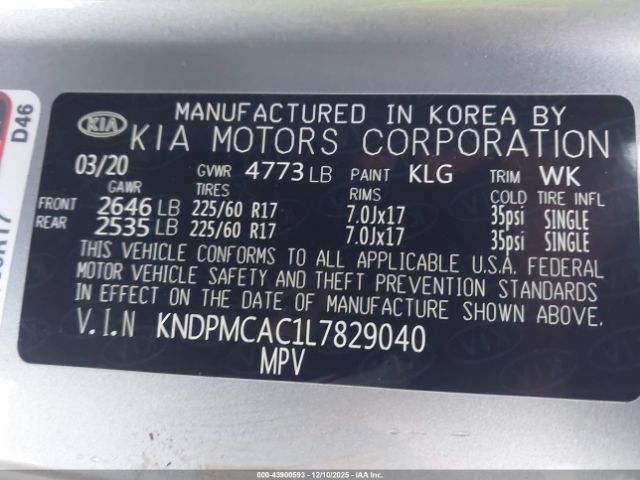 D46
KIA
MANUFACTURED IN KOREA BY
KIA MOTORS CORPORATION
03/20 GVWR 4773 LB PAINT KLG TRIM WK
GAWR TIRES RIMS COLD TIRE INFL
FRONT 2646 LB 225/60 R17 7.0Jx17 35psi SINGLE
REAR 2535 LB 225/60 R17 7.0Jx17 35psi SINGLE
THIS VEHICLE CONFORMS TO ALL APPLICABLE U.S.A. FEDERAL
MOTOR VEHICLE SAFETY AND THEFT PREVENTION STANDARDS
IN EFFECT ON THE DATE OF MANUFACTURE SHOWN ABOVE.
V.I.N KNDPMCAC1L7829040
MPV
000-43900593 - 12/10/2025 - IAAI.CA